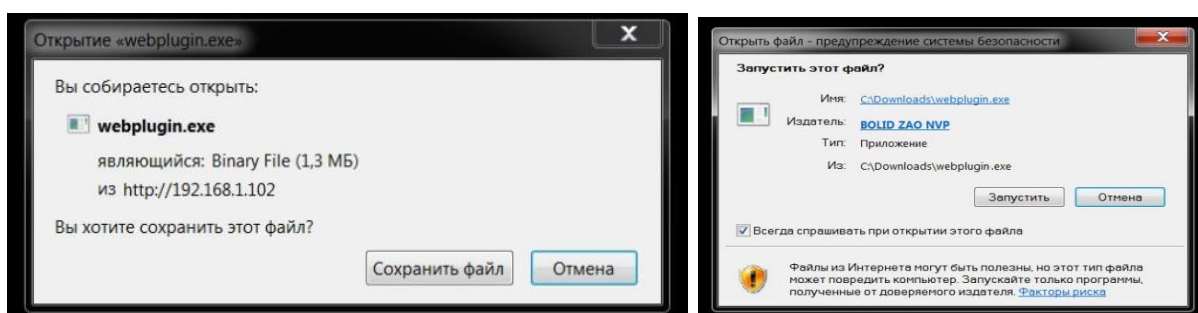 Открытие «webplugin.exe»
Вы собираетесь открыть:
webplugin.exe
являющийся: Binary File (1,3 МБ)
из http://192.168.1.102
Вы хотите сохранить этот файл?
Сохранить файл
Отмена
Открыть файл - предупреждение системы безопасности
Запустить этот файл?
Имя: C:\Downloads\webplugin.exe
Издатель: BOLID ZAO NVP
Тип: Приложение
Из: C:\Downloads\webplugin.exe
Запустить
Отмена
Всегда спрашивать при открытии этого файла
Файлы из Интернета могут быть полезны, но этот тип файла
может повредить компьютер. Запускайте только программы,
полученные от доверяемого издателя. Факторы риска